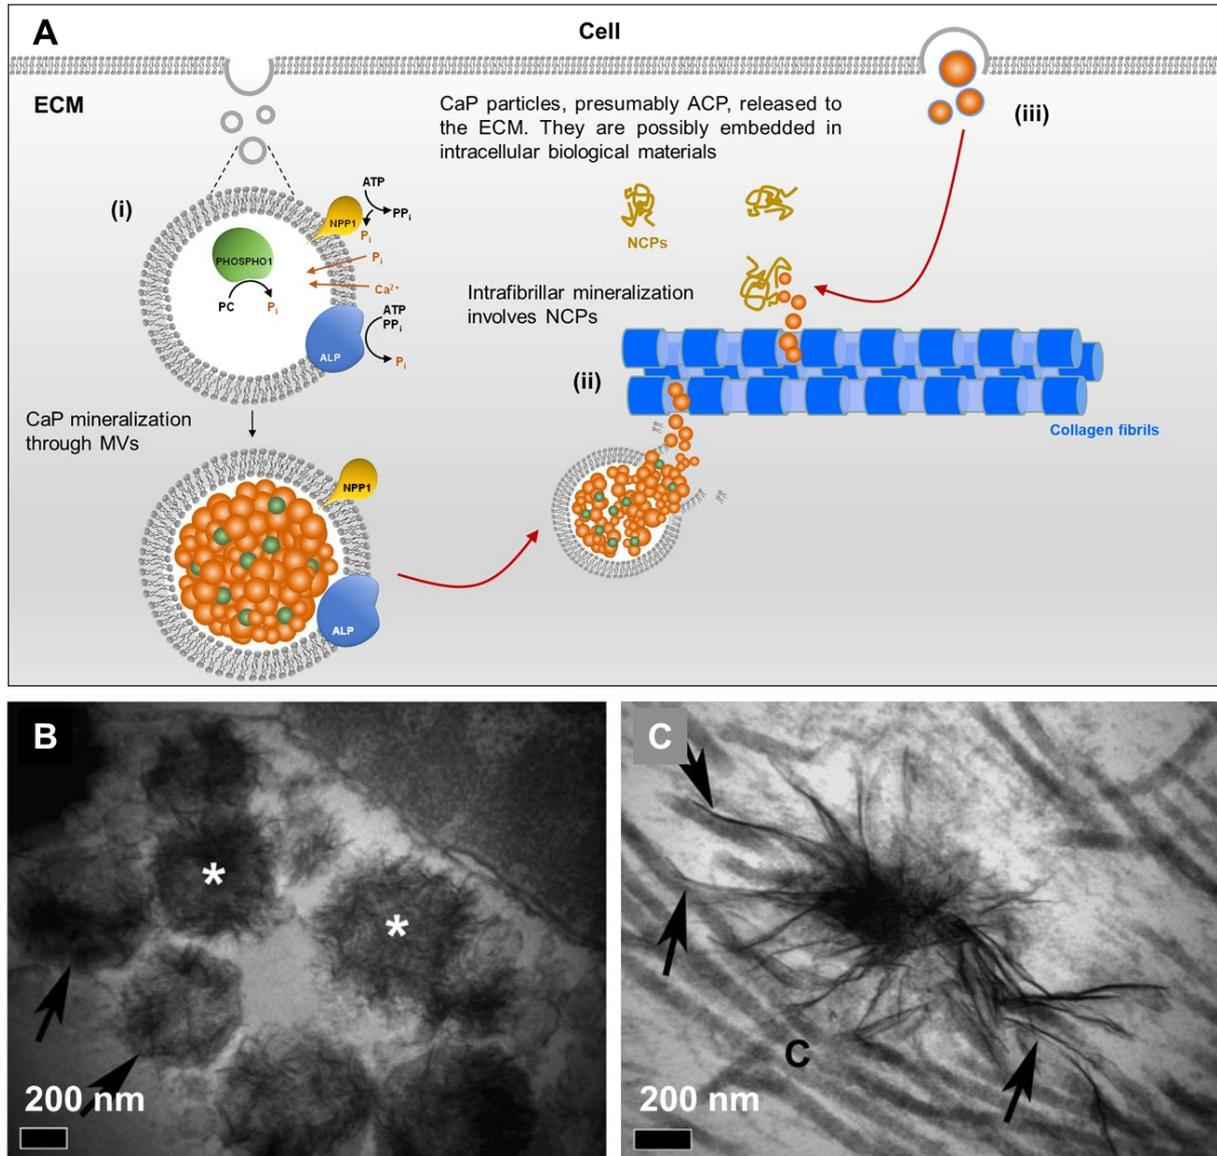 A
Cell
ECM
CaP particles, presumably ACP, released to
the ECM. They are possibly embedded in
intracellular biological materials
(iii)
(i)
ATP
NPP1
PPi
Pi
PHOSPHO1
Pi
Ca2+
PC
Pi
ATP
PPi
ALP
Pi
NCPs
Intrafibrillar mineralization
involves NCPs
(ii)
Collagen fibrils
CaP mineralization
through MVs
NPP1
ALP
B
*
*
200 nm
C
C
200 nm